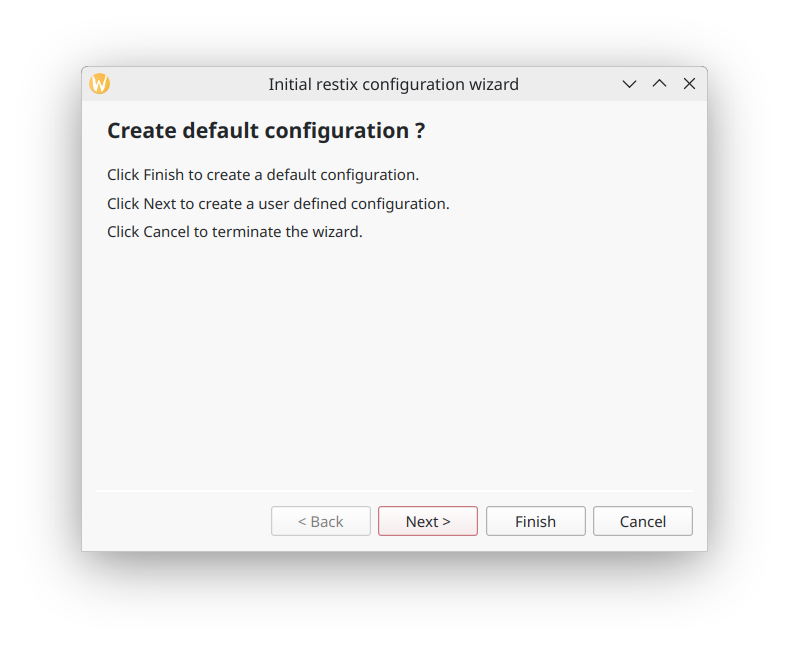 W
Initial restix configuration wizard
Create default configuration ?
Click Finish to create a default configuration.
Click Next to create a user defined configuration.
Click Cancel to terminate the wizard.
< Back
Next >
Finish
Cancel